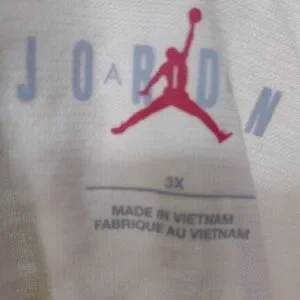 JORDAN
3X
MADE IN VIETNAM
FABRIQUE AU VIETNAM